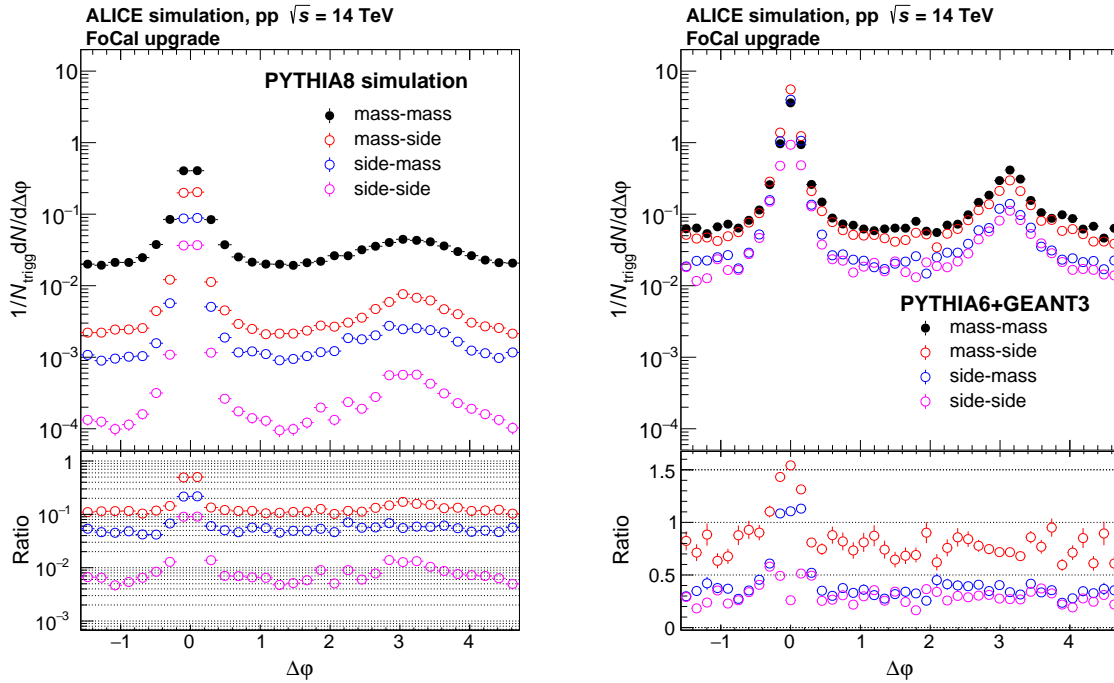 ALICE simulation, pp √s = 14 TeV
FoCal upgrade
1/N_trigg dN/dΔφ
10
1
10⁻¹
10⁻²
10⁻³
10⁻⁴
PYTHIA8 simulation
mass-mass
mass-side
side-mass
side-side
Ratio
1
10⁻¹
10⁻²
10⁻³
−1 0 1 2 3 4
Δφ
ALICE simulation, pp √s = 14 TeV
FoCal upgrade
1/N_trigg dN/dΔφ
10
1
10⁻¹
10⁻²
10⁻³
10⁻⁴
PYTHIA6+GEANT3
mass-mass
mass-side
side-mass
side-side
Ratio
1.5
1
0.5
0
−1 0 1 2 3 4
Δφ